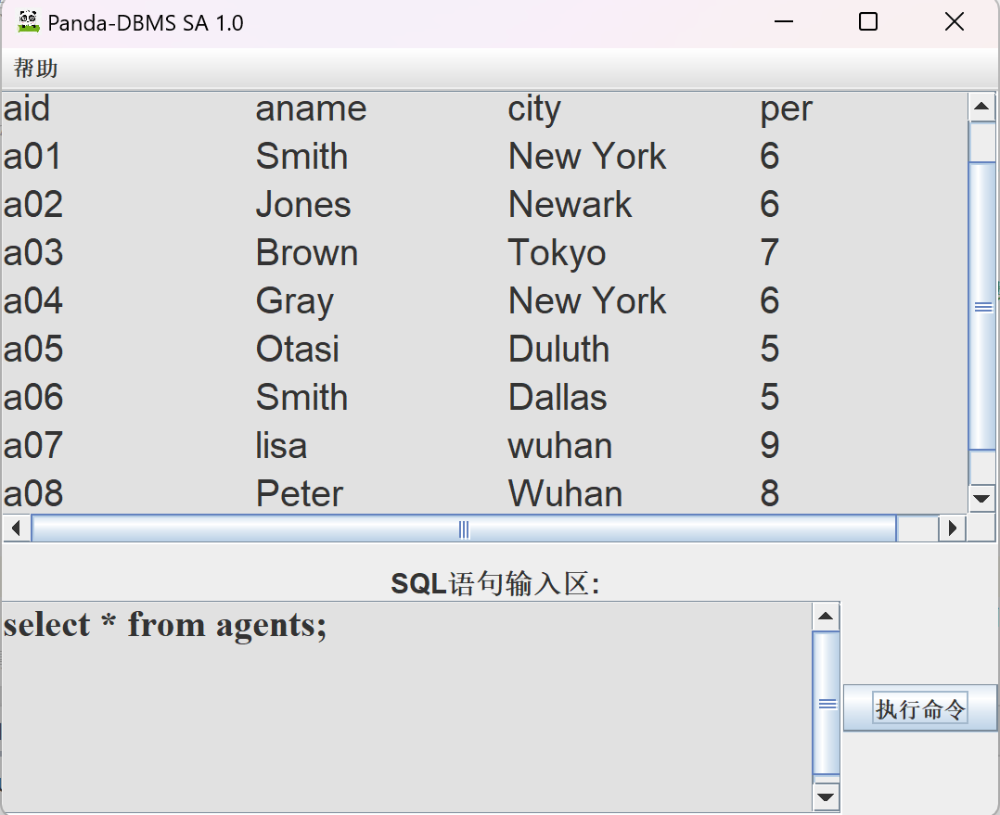 Panda-DBMS SA 1.0
帮助
aid aname city per
a01 Smith New York 6
a02 Jones Newark 6
a03 Brown Tokyo 7
a04 Gray New York 6
a05 Otasi Duluth 5
a06 Smith Dallas 5
a07 lisa wuhan 9
a08 Peter Wuhan 8
SQL语句输入区:
select * from agents;
执行命令